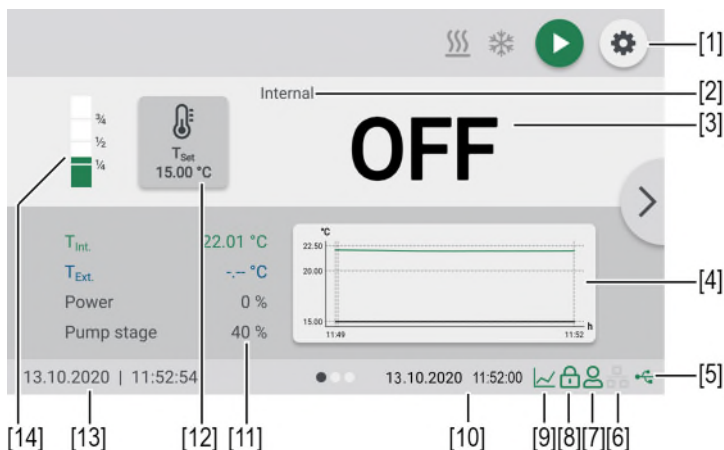 [1]
Internal
[2]
[3]
OFF
¾
½
¼
TSet
15.00 °C
TInt. 22.01 °C
TExt. -.-- °C
Power 0 %
Pump stage 40 %
°C
22.50
20.00
15.00
11:49 11:52 h
[4]
13.10.2020 | 11:52:54 13.10.2020 11:52:00
[5]
[14] [13] [12] [11] [10] [9] [8] [7] [6]